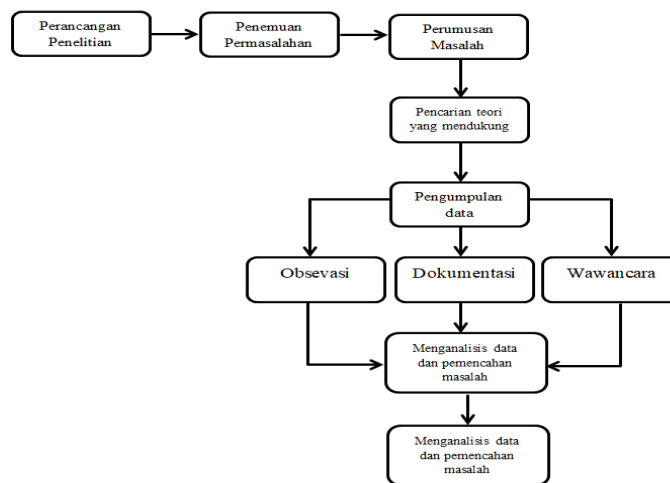 Perancangan
Penelitian
Penemuan
Permasalahan
Perumusan
Masalah
Pencarian teori
yang mendukung
Pengumpulan
data
Obsevasi
Dokumentasi
Wawancara
Menganalisis data
dan pemencahan
masalah
Menganalisis data
dan pemencahan
masalah